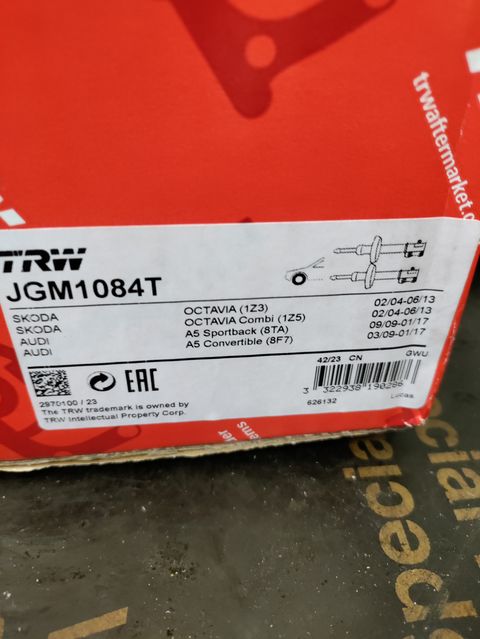 trwaftermarket.com
TRW
JGM1084T
SKODA OCTAVIA (1Z3) 02/04-06/13
SKODA OCTAVIA Combi (1Z5) 02/04-06/13
AUDI A5 Sportback (8TA) 09/09-01/17
AUDI A5 Convertible (8F7) 03/09-01/17
42/23 CN GWU
EAC
3 322938 190286
2970100 / 23
626132 Lucas
The TRW trademark is owned by
TRW Intellectual Property Corp.